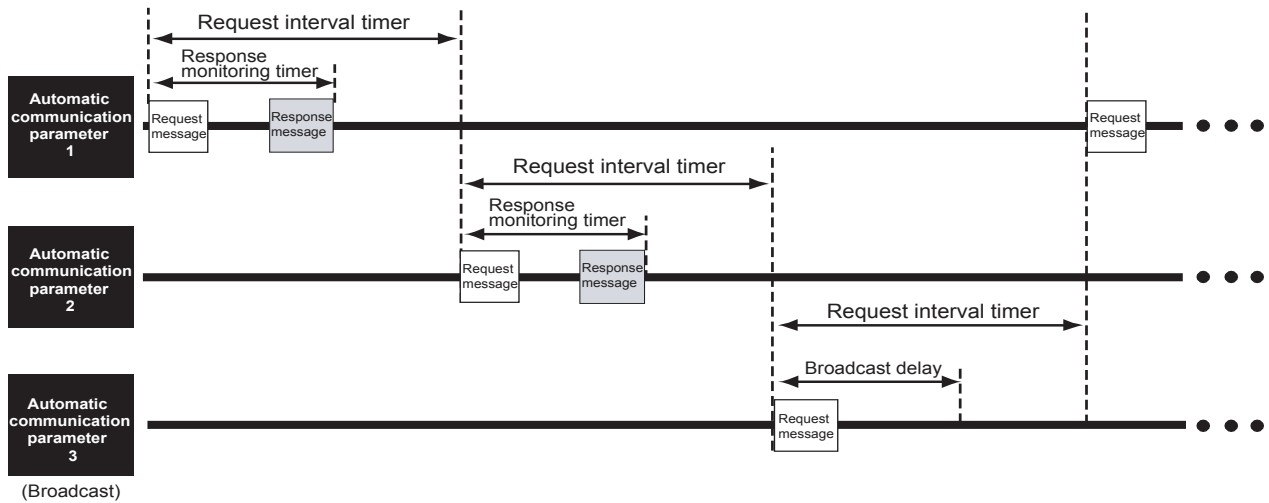 Request interval timer
Response
monitoring timer
Automatic
communication
parameter
1
Request
message
Response
message
Request
message
Request interval timer
Response
monitoring timer
Automatic
communication
parameter
2
Request
message
Response
message
Request interval timer
Broadcast delay
Automatic
communication
parameter
3
Request
message
(Broadcast)